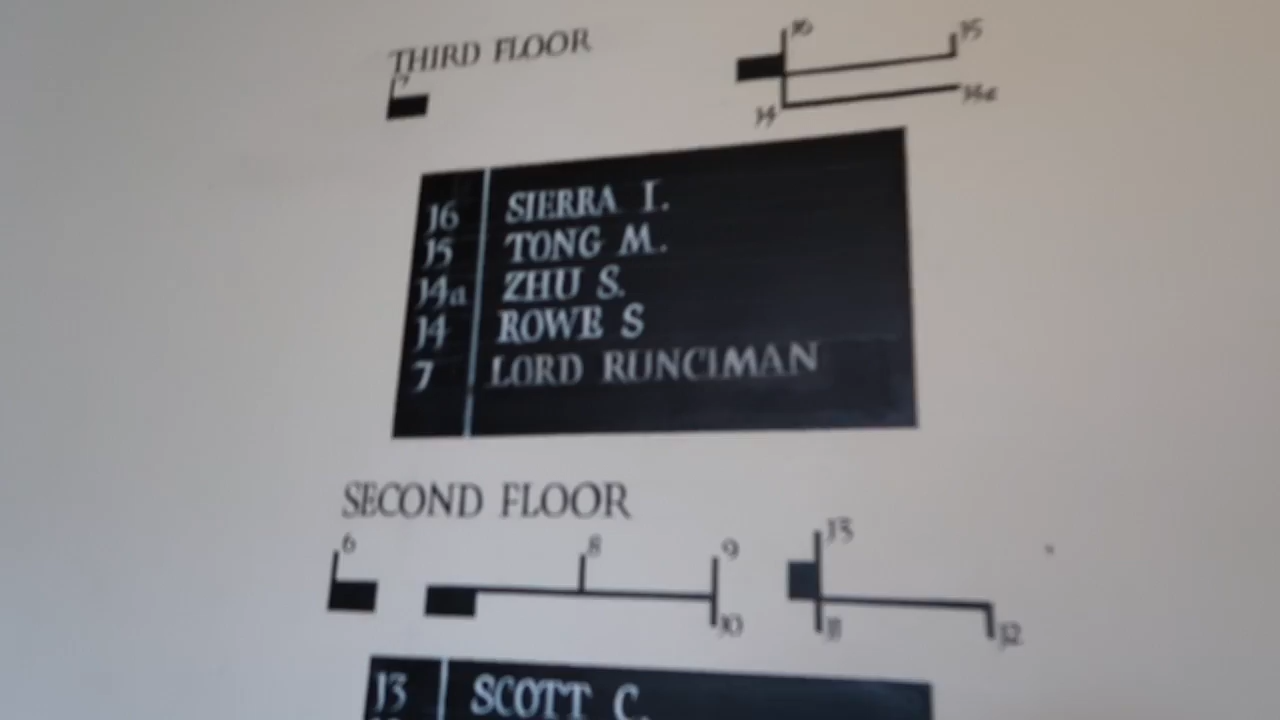 THIRD FLOOR
7
16
15
14
14a
16 SIERRA I.
15 TONG M.
14a ZHU S.
14 ROWE S
7 LORD RUNCIMAN
SECOND FLOOR
6
8
9
10
13
11
12
13 SCOTT C.